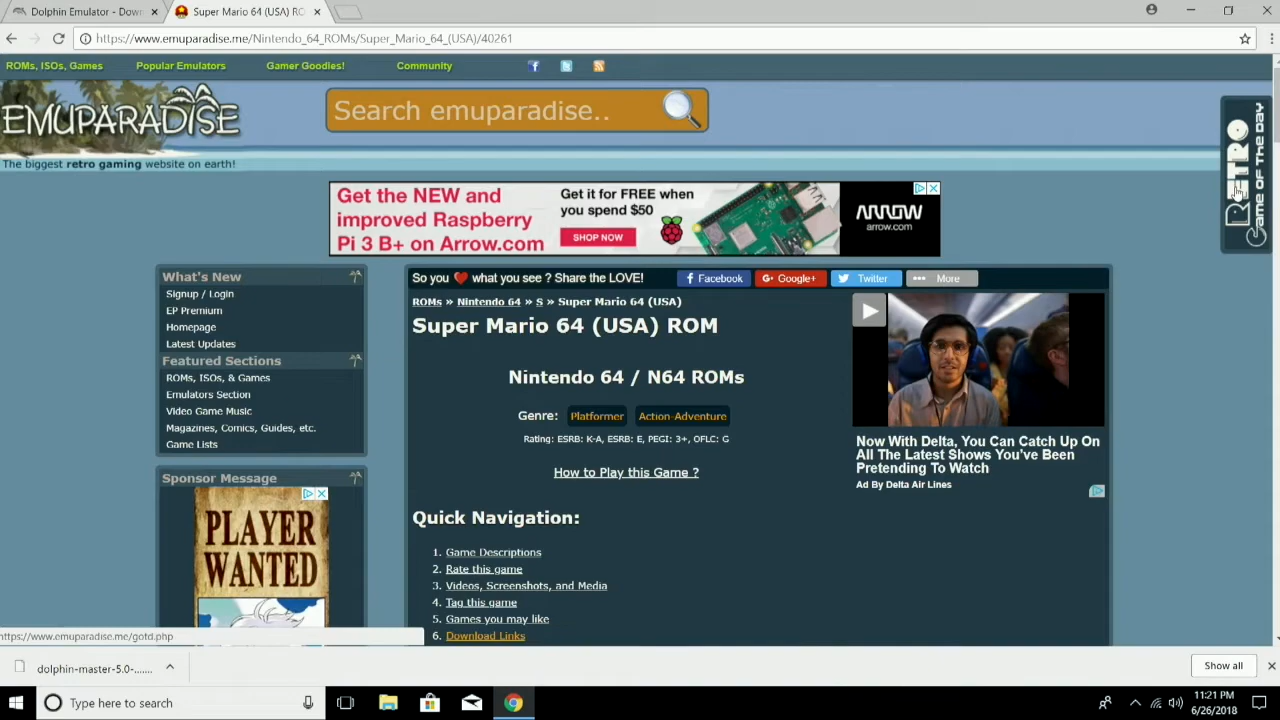 Dolphin Emulator - Dow
Super Mario 64 (USA) RO
https://www.emuparadise.me/Nintendo_64_ROMs/Super_Mario_64_(USA)/40261
ROMs, ISOs, Games
Popular Emulators
Gamer Goodies!
Community
EMUPARADISE
Search emuparadise..
The biggest retro gaming website on earth!
RETRO
Game OF THE DAY
Get the NEW and
improved Raspberry
Pi 3 B+ on Arrow.com
Get it for FREE when
you spend $50
SHOP NOW
ARROW
arrow.com
What's New
Signup / Login
EP Premium
Homepage
Latest Updates
Featured Sections
ROMs, ISOs, & Games
Emulators Section
Video Game Music
Magazines, Comics, Guides, etc.
Game Lists
Sponsor Message
PLAYER
WANTED
So you ❤ what you see ? Share the LOVE!
Facebook
Google+
Twitter
More
ROMs » Nintendo 64 » S » Super Mario 64 (USA)
Super Mario 64 (USA) ROM
Nintendo 64 / N64 ROMs
Genre: Platformer Action-Adventure
Rating: ESRB: K-A, ESRB: E, PEGI: 3+, OFLC: G
How to Play this Game ?
Quick Navigation:
1. Game Descriptions
2. Rate this game
3. Videos, Screenshots, and Media
4. Tag this game
5. Games you may like
6. Download Links
Now With Delta, You Can Catch Up On
All The Latest Shows You've Been
Pretending To Watch
Ad By Delta Air Lines
https://www.emuparadise.me/gotd.php
dolphin-master-5.0-.......
Show all
Type here to search
11:21 PM
6/26/2018